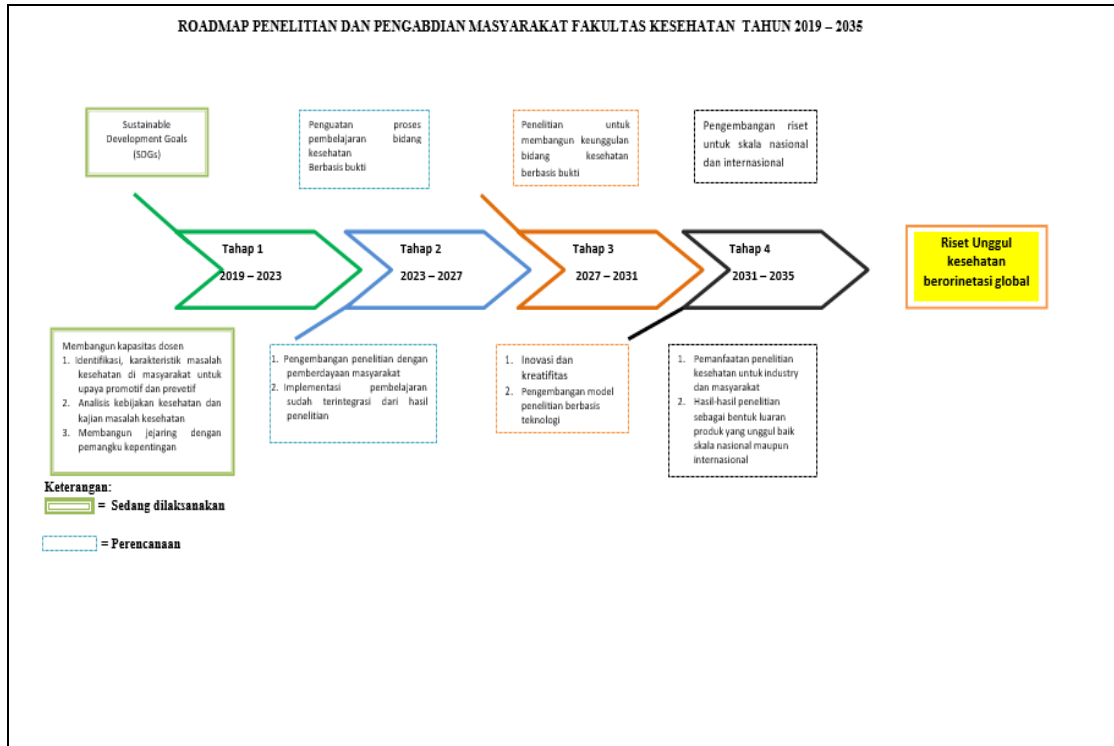 ROADMAP PENELITIAN DAN PENGABDIAN MASYARAKAT FAKULTAS KESEHATAN TAHUN 2019 – 2035
Sustainable
Development Goals
(SDGs)
Penguatan proses
pembelajaran bidang
kesehatan
Berbasis bukti
Penelitian untuk
membangun keunggulan
bidang kesehatan
berbasis bukti
Pengembangan riset
untuk skala nasional
dan internasional
Tahap 1
2019 – 2023
Tahap 2
2023 – 2027
Tahap 3
2027 – 2031
Tahap 4
2031 – 2035
Riset Unggul
kesehatan
berorinetasi global
Membangun kapasitas dosen
1. Identifikasi, karakteristik masalah
kesehatan di masyarakat untuk
upaya promotif dan prevetif
2. Analisis kebijakan kesehatan dan
kajian masalah kesehatan
3. Membangun jejaring dengan
pemangku kepentingan
1. Pengembangan penelitian dengan
pemberdayaan masyarakat
2. Implementasi pembelajaran
sudah terintegrasi dari hasil
penelitian
1. Inovasi dan
kreatifitas
2. Pengembangan model
penelitian berbasis
teknologi
1. Pemanfaatan penelitian
kesehatan untuk industry
dan masyarakat
2. Hasil-hasil penelitian
sebagai bentuk luaran
produk yang unggul baik
skala nasional maupun
internasional
Keterangan:
= Sedang dilaksanakan
= Perencanaan